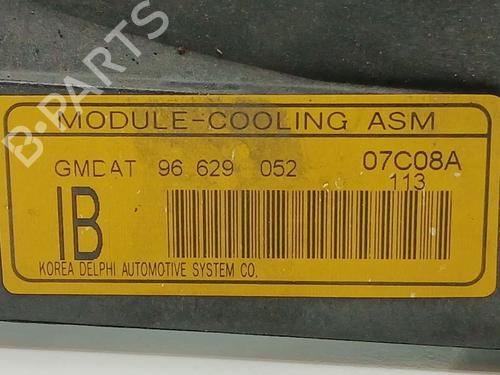 MODULE-COOLING ASM
GMDAT 96 629 052 07C08A
113
IB
KOREA DELPHI AUTOMOTIVE SYSTEM CO.
B-PARTS